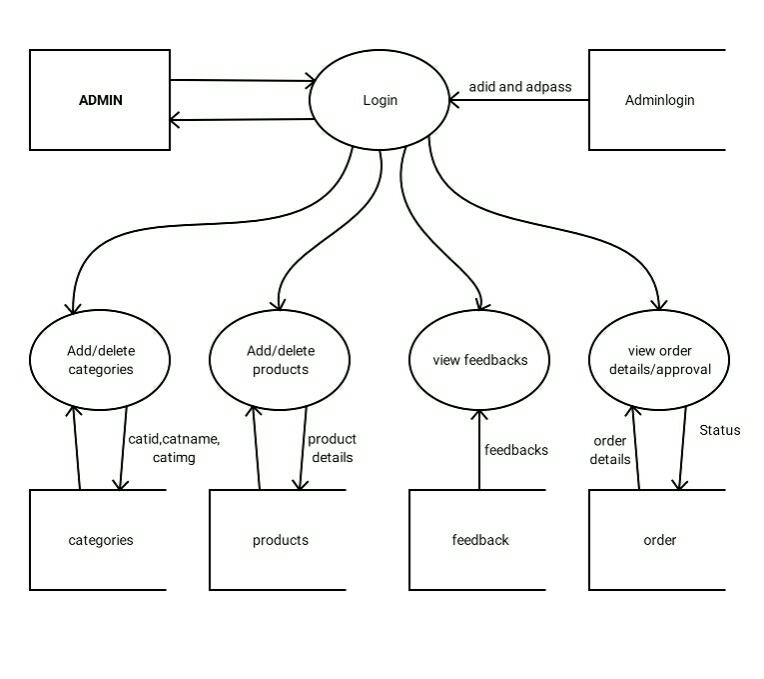 ADMIN
Login
adid and adpass
Adminlogin
Add/delete
categories
Add/delete
products
view feedbacks
view order
details/approval
catid,catname,
catimg
product
details
feedbacks
order
details
Status
categories
products
feedback
order